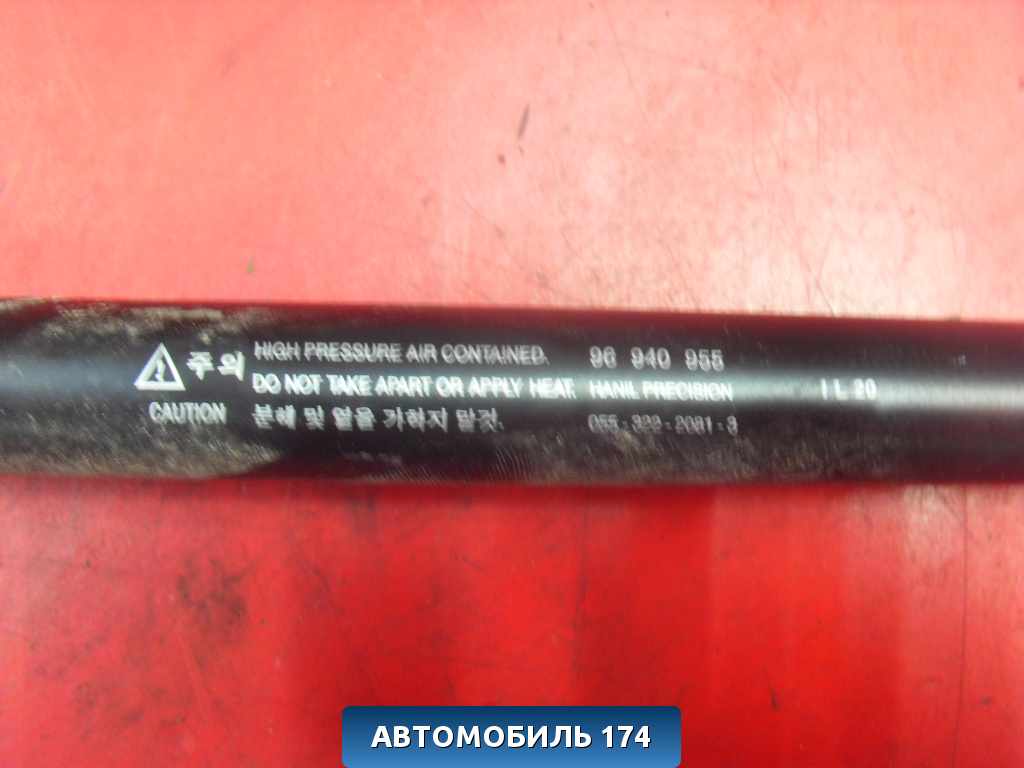 주의
CAUTION
HIGH PRESSURE AIR CONTAINED.
DO NOT TAKE APART OR APPLY HEAT.
분해 및 열을 가하지 말것.
96 940 955
HANIL PRECISION
055-322-2081-3
I L 20
АВТОМОБИЛЬ 174